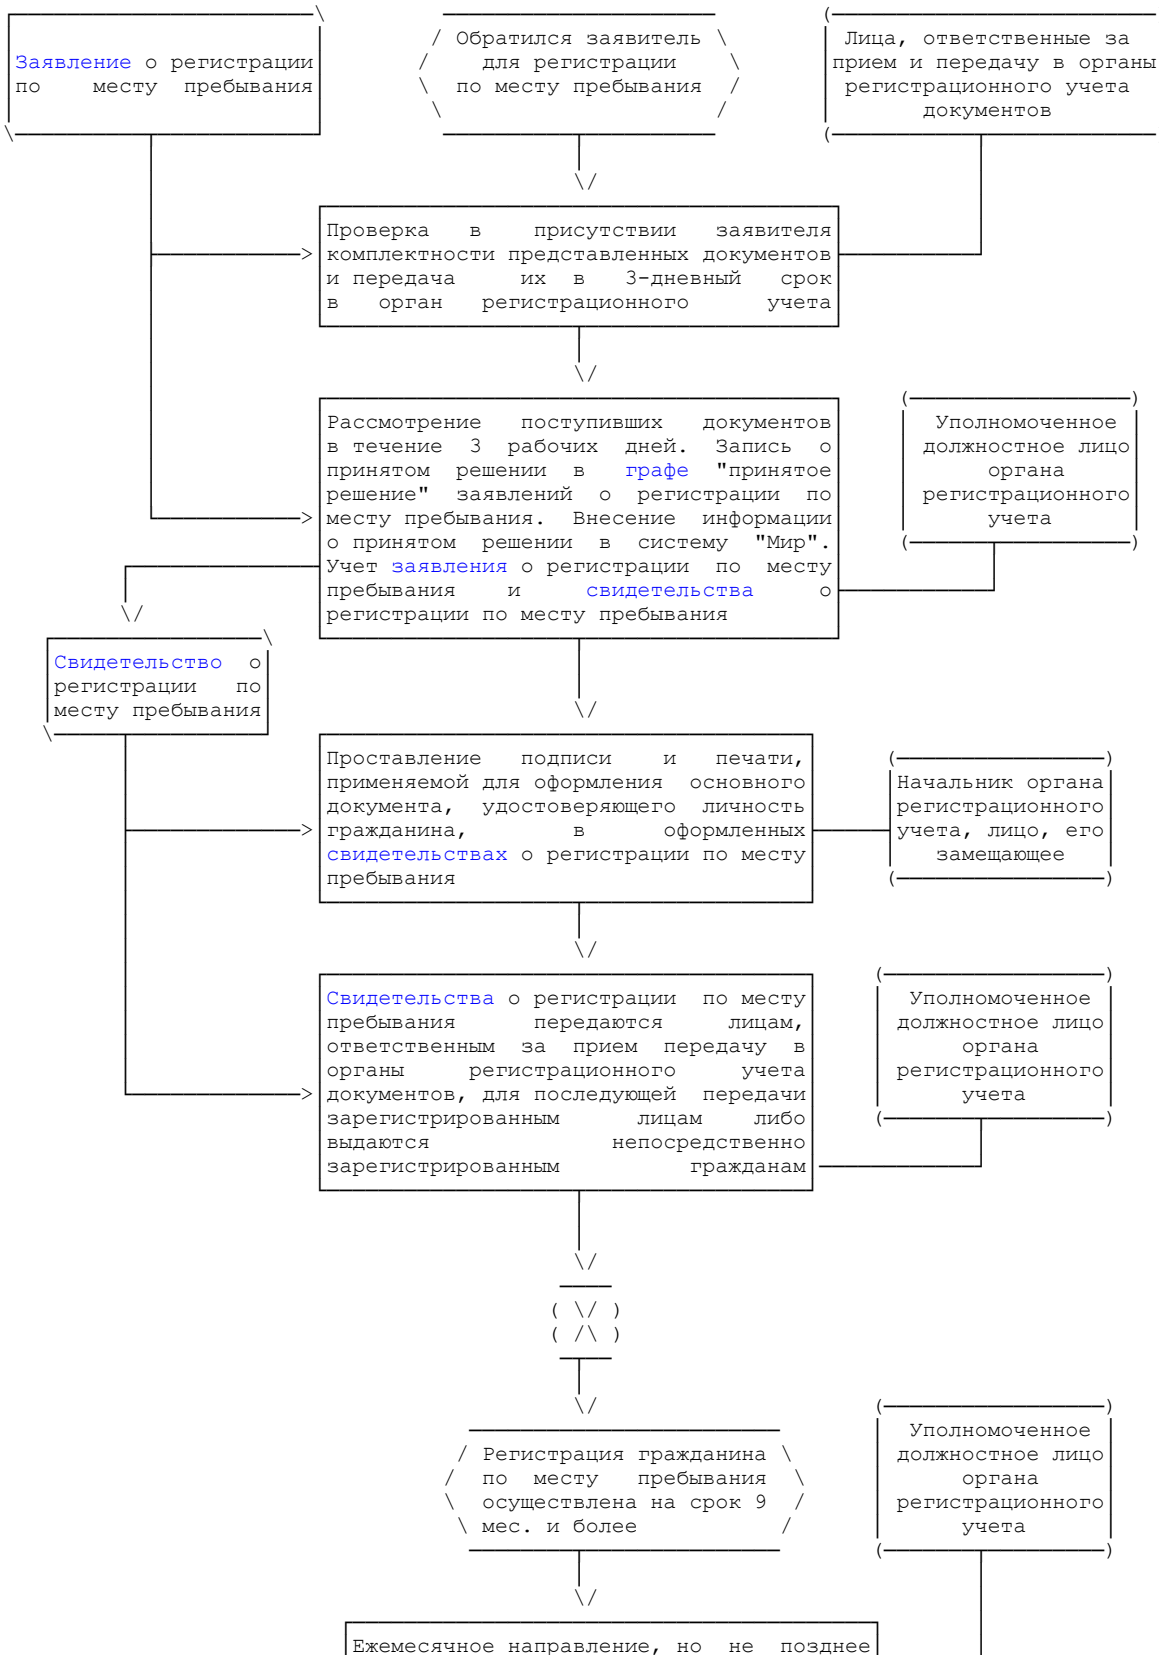 Заявление о регистрации
по месту пребывания
Обратился заявитель
для регистрации
по месту пребывания
Лица, ответственные за
прием и передачу в органы
регистрационного учета
документов
Проверка в присутствии заявителя
комплектности представленных документов
и передача их в 3-дневный срок
в орган регистрационного учета
Рассмотрение поступивших документов
в течение 3 рабочих дней. Запись о
принятом решении в графе "принятое
решение" заявлений о регистрации по
месту пребывания. Внесение информации
о принятом решении в систему "Мир".
Учет заявления о регистрации по месту
пребывания и свидетельства о
регистрации по месту пребывания
Уполномоченное
должностное лицо
органа
регистрационного
учета
Свидетельство о
регистрации по
месту пребывания
Проставление подписи и печати,
применяемой для оформления основного
документа, удостоверяющего личность
гражданина, в оформленных
свидетельствах о регистрации по месту
пребывания
Начальник органа
регистрационного
учета, лицо, его
замещающее
Свидетельства о регистрации по месту
пребывания передаются лицам,
ответственным за прием передачу в
органы регистрационного учета
документов, для последующей передачи
зарегистрированным лицам либо
выдаются непосредственно
зарегистрированным гражданам
Уполномоченное
должностное лицо
органа
регистрационного
учета
Регистрация гражданина
по месту пребывания
осуществлена на срок 9
мес. и более
Уполномоченное
должностное лицо
органа
регистрационного
учета
Ежемесячное направление, но не позднее